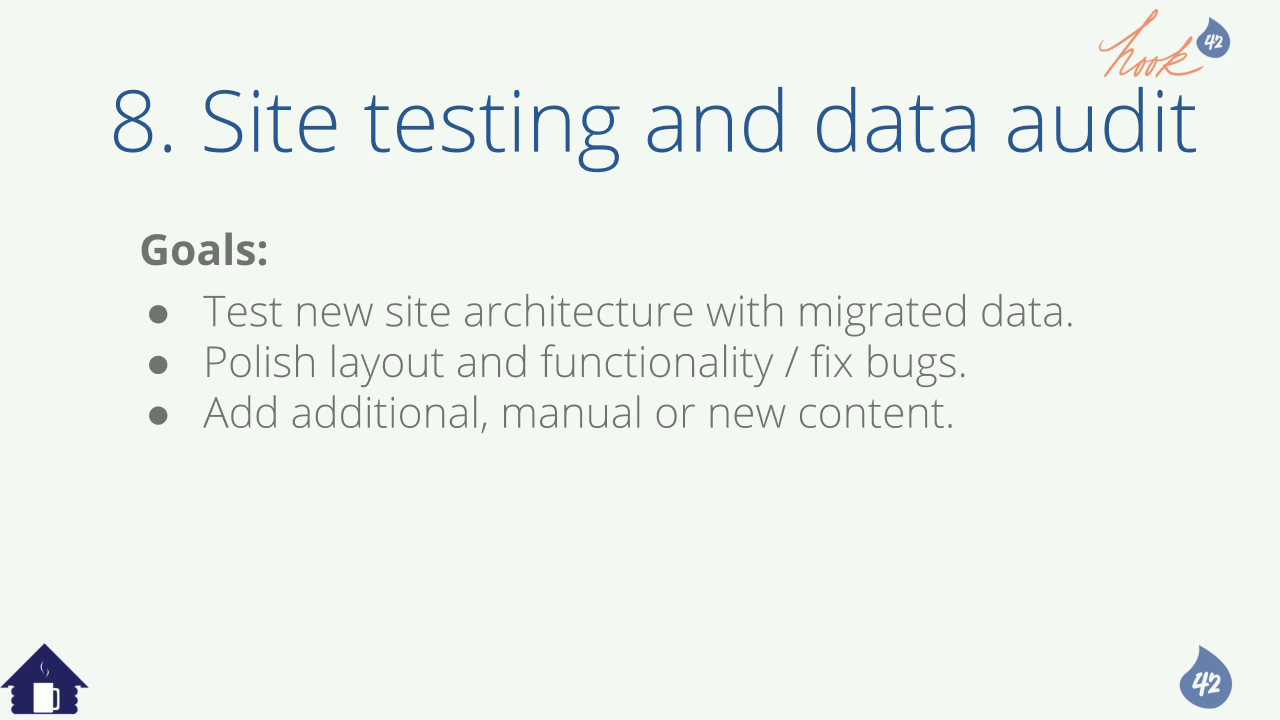 hook 42
8. Site testing and data audit
Goals:
● Test new site architecture with migrated data.
● Polish layout and functionality / fix bugs.
● Add additional, manual or new content.
42